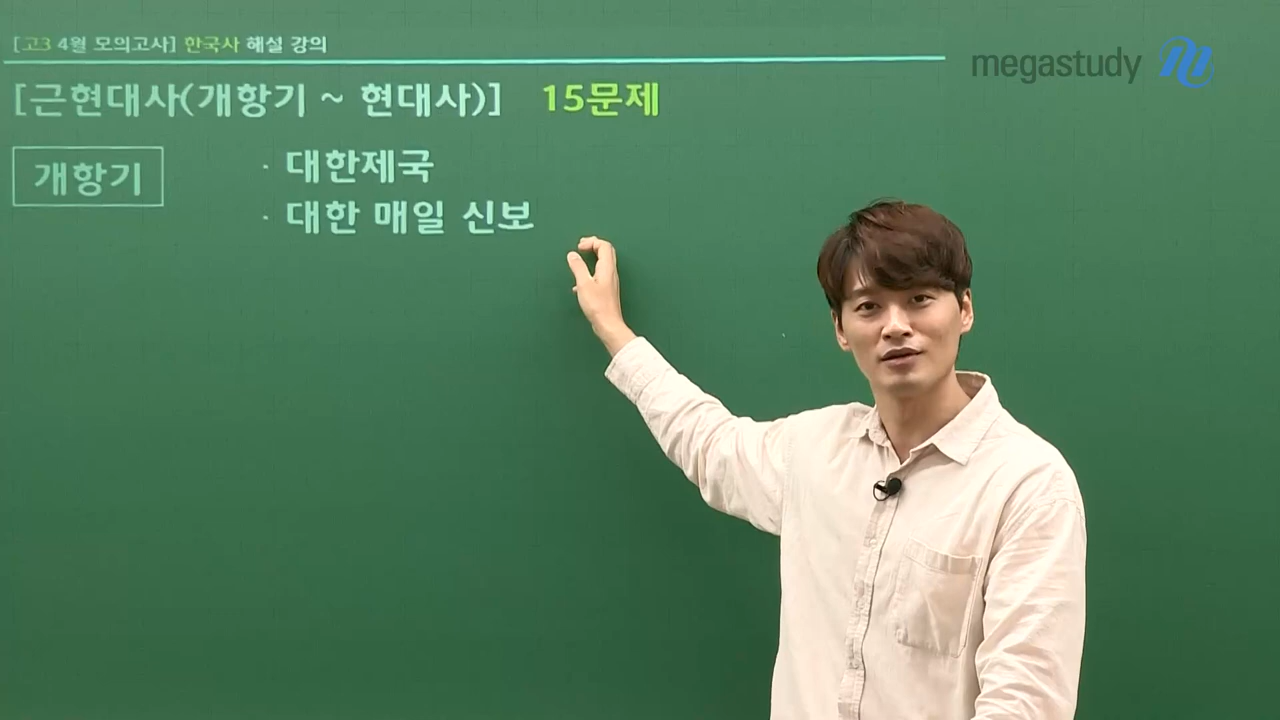 [고3 4월 모의고사] 한국사 해설 강의
megastudy
[근현대사(개항기 ~ 현대사)] 15문제
개항기
· 대한제국
· 대한 매일 신보